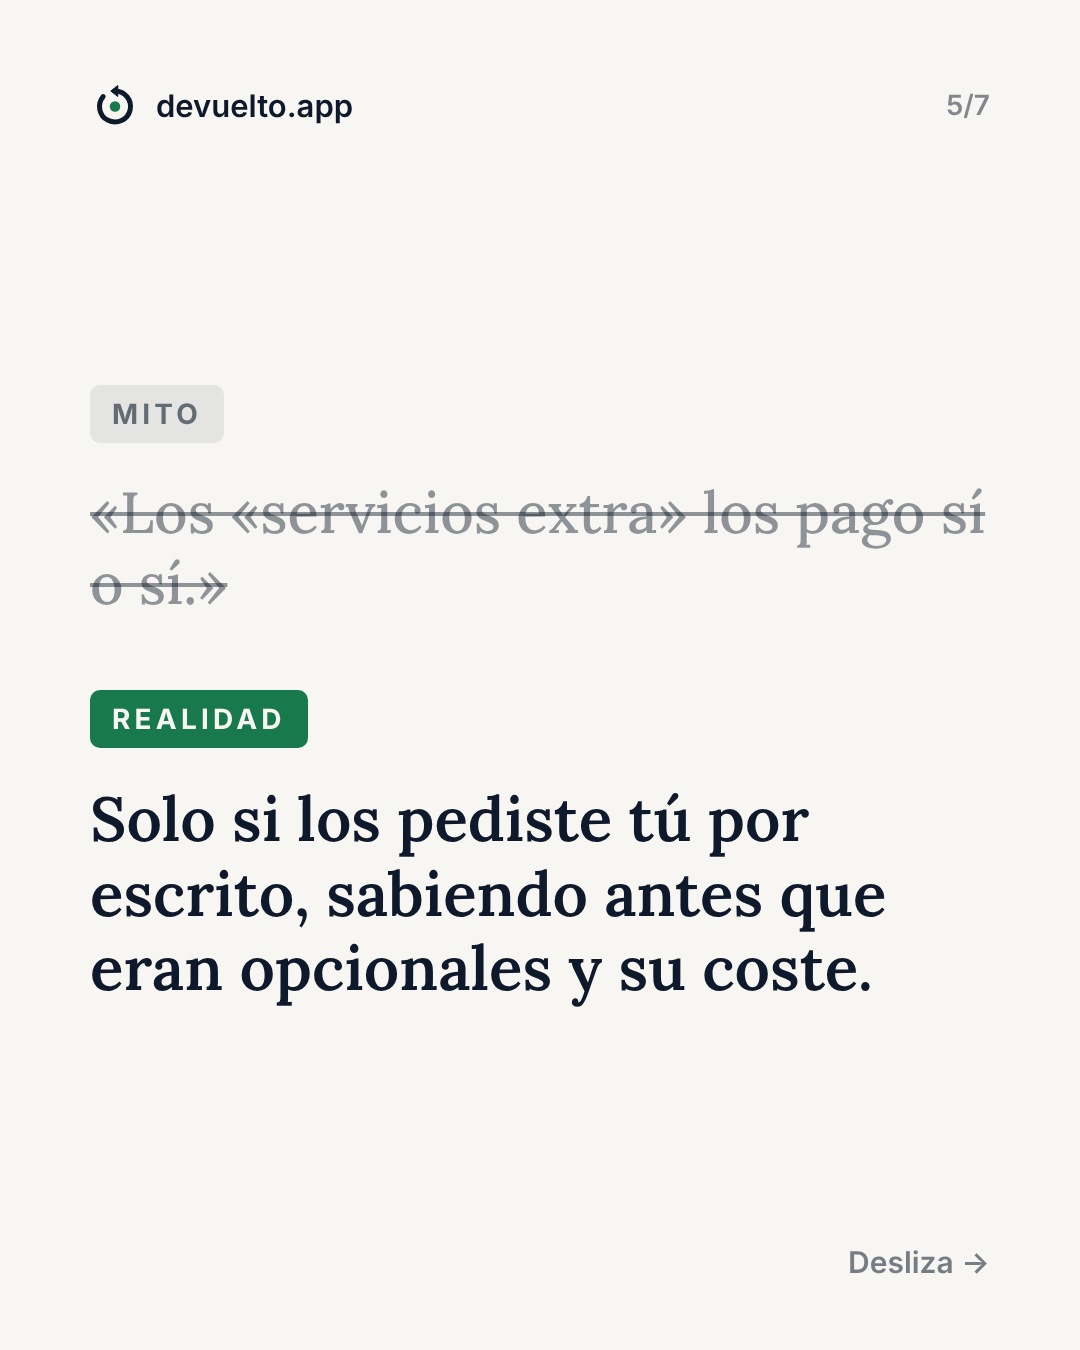 devuelto.app
5/7
MITO
«Los «servicios extra» los pago sí
o sí.»
REALIDAD
Solo si los pediste tú por
escrito, sabiendo antes que
eran opcionales y su coste.
Desliza →